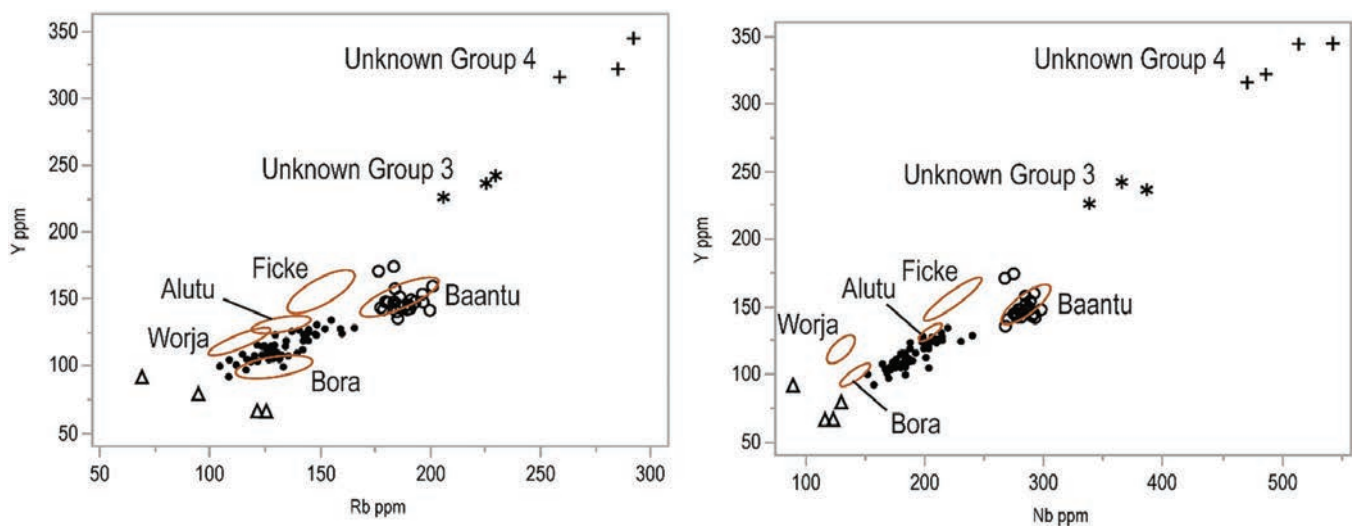 350
300
250
200
150
100
50
Y ppm
50
100
150
200
250
300
Rb ppm
Unknown Group 4
Unknown Group 3
Ficke
Alutu
Worja
Baantu
Bora
350
300
250
200
150
100
50
Y ppm
100
200
300
400
500
Nb ppm
Unknown Group 4
Unknown Group 3
Ficke
Alutu
Worja
Baantu
Bora